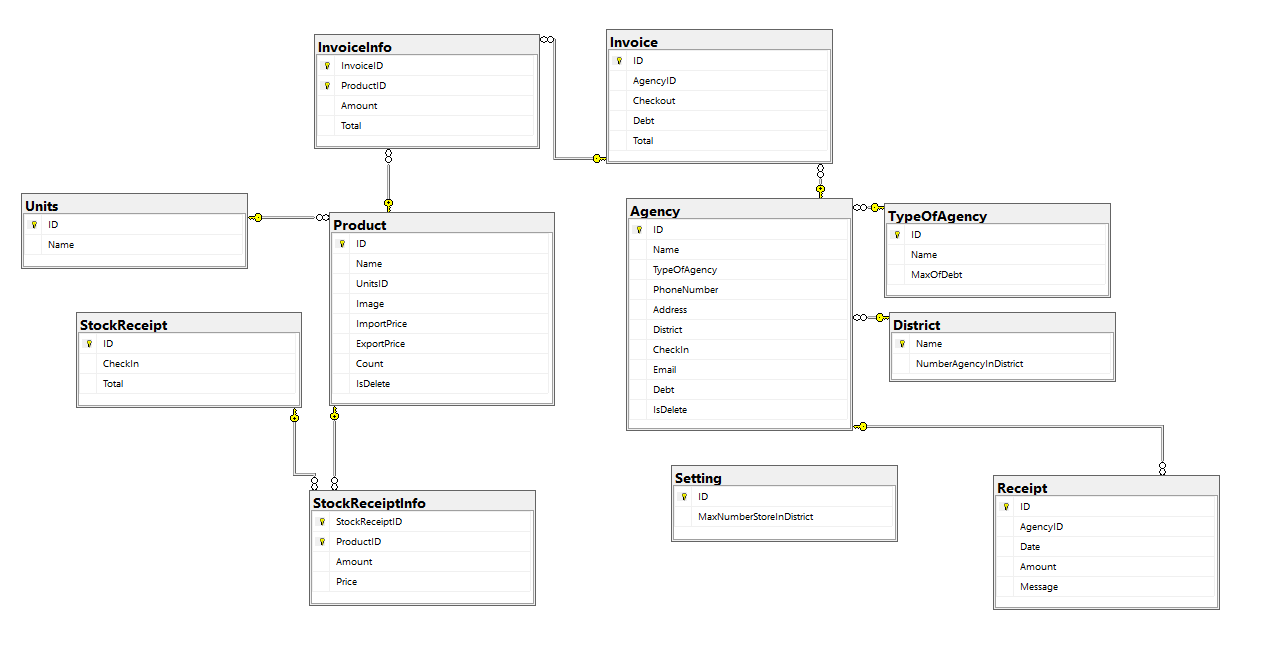 InvoiceInfo
InvoiceID
ProductID
Amount
Total
Invoice
ID
AgencyID
Checkout
Debt
Total
Units
ID
Name
Product
ID
Name
UnitsID
Image
ImportPrice
ExportPrice
Count
IsDelete
Agency
ID
Name
TypeOfAgency
PhoneNumber
Address
District
CheckIn
Email
Debt
IsDelete
TypeOfAgency
ID
Name
MaxOfDebt
StockReceipt
ID
CheckIn
Total
District
Name
NumberAgencyInDistrict
Setting
ID
MaxNumberStoreInDistrict
StockReceiptInfo
StockReceiptID
ProductID
Amount
Price
Receipt
ID
AgencyID
Date
Amount
Message